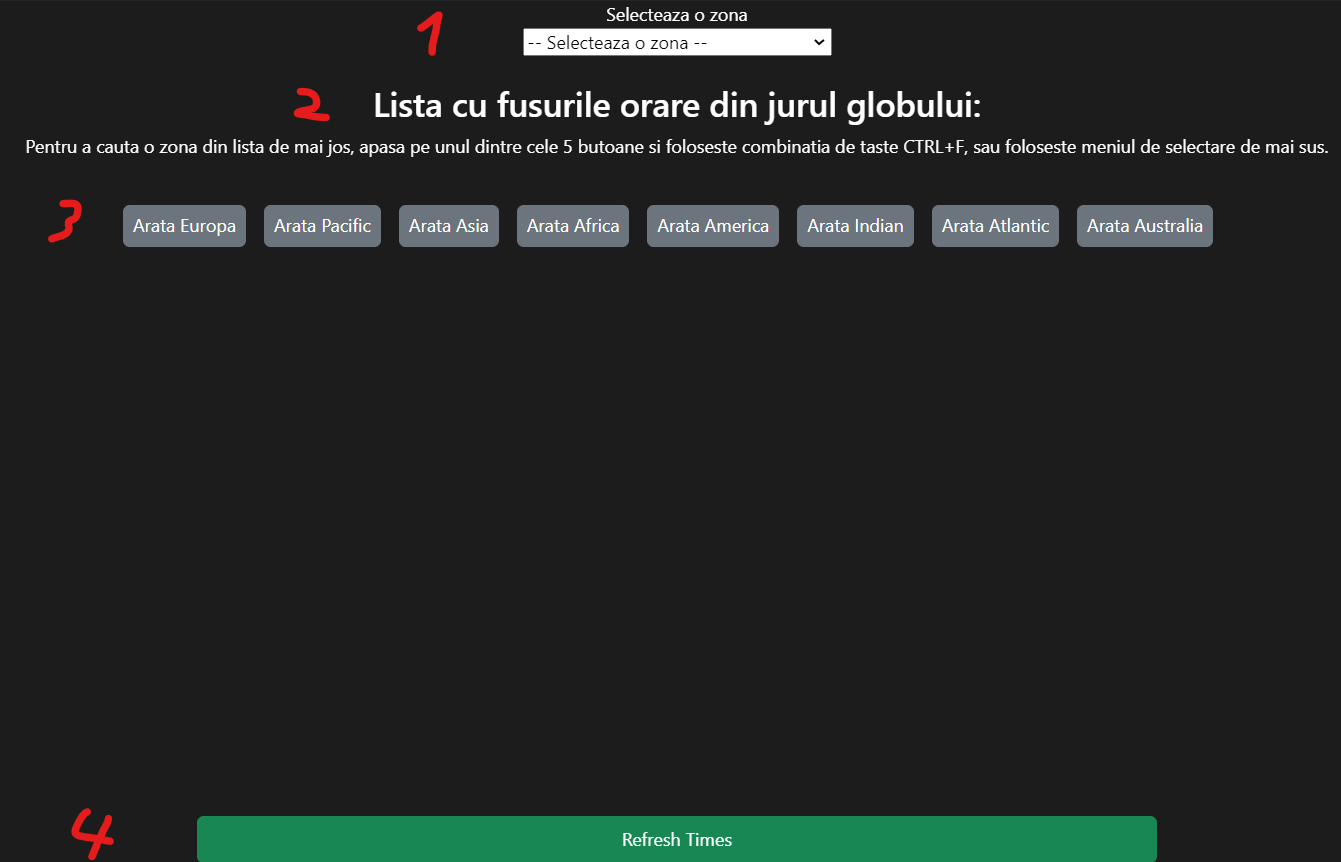 1 Selecteaza o zona
-- Selecteaza o zona --
2 Lista cu fusurile orare din jurul globului:
Pentru a cauta o zona din lista de mai jos, apasa pe unul dintre cele 5 butoane si foloseste combinatia de taste CTRL+F, sau foloseste meniul de selectare de mai sus.
3 Arata Europa Arata Pacific Arata Asia Arata Africa Arata America Arata Indian Arata Atlantic Arata Australia
4 Refresh Times